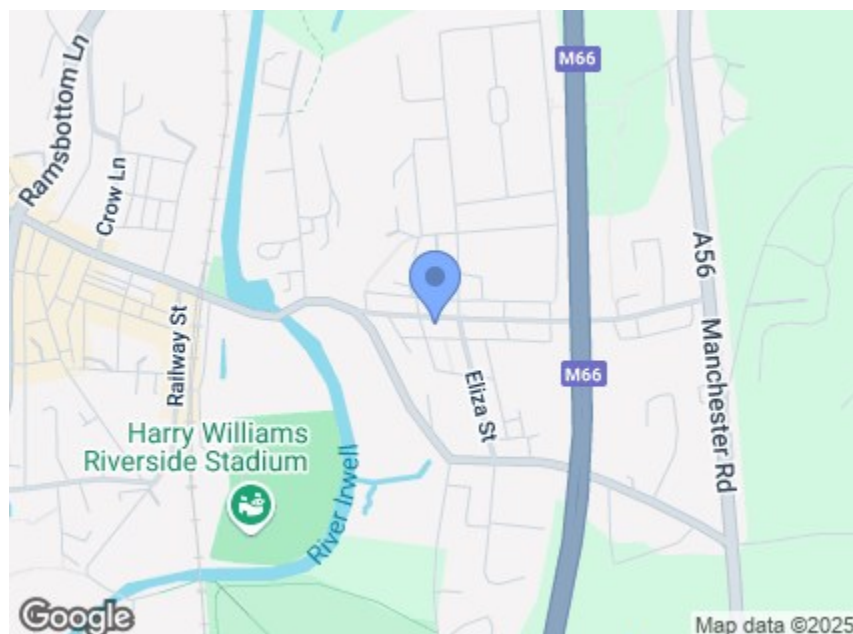 M66
Ramsbottom Ln
Crow Ln
A56
Manchester Rd
Railway St
M66
Eliza St
Harry Williams
Riverside Stadium
River Irwell
Google
Map data ©2025